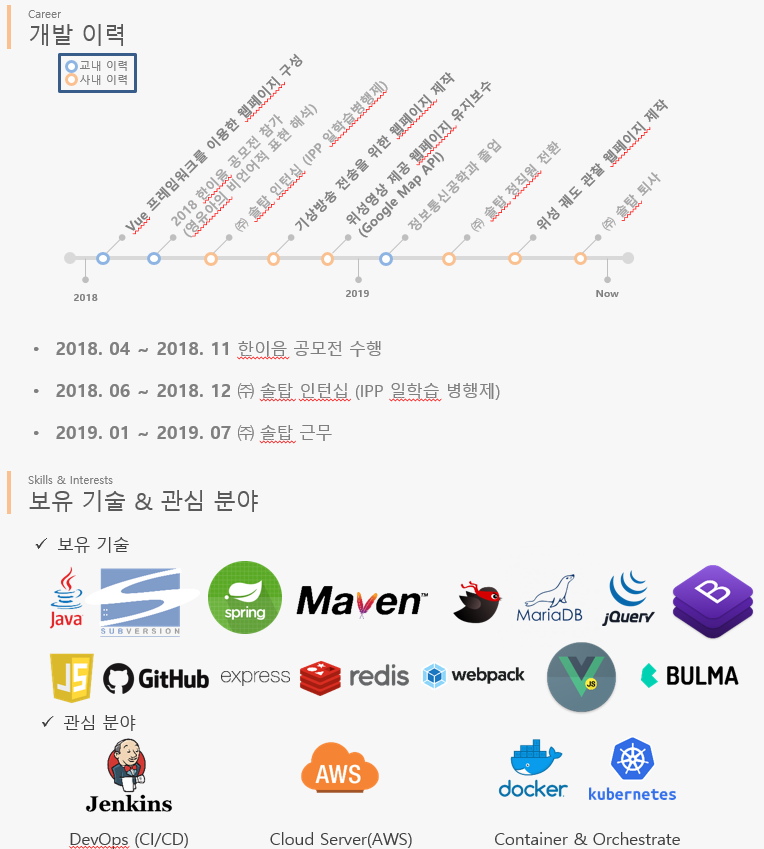 Career
개발 이력
교내 이력
사내 이력
Vue 프레임워크를 이용한 웹페이지 구성
2018 한이음 공모전 참가
(영유아의 비언어적 표현 해석)
㈜ 솔탑 인턴십 (IPP 일학습병행제)
기상방송 전송을 위한 웹페이지 제작
위성영상 제공 웹페이지 유지보수
(Google Map API)
정보통신공학과 졸업
㈜ 솔탑 정직원 전환
위성 궤도 관찰 웹페이지 제작
㈜ 솔탑 퇴사
2018
2019
Now
• 2018. 04 ~ 2018. 11 한이음 공모전 수행
• 2018. 06 ~ 2018. 12 ㈜ 솔탑 인턴십 (IPP 일학습 병행제)
• 2019. 01 ~ 2019. 07 ㈜ 솔탑 근무
Skills & Interests
보유 기술 & 관심 분야
✓ 보유 기술
Java
SUBVERSION
spring
Maven™
MariaDB
jQuery
B
JS
GitHub
express
redis
webpack
JS
BULMA
✓ 관심 분야
Jenkins
AWS
docker
kubernetes
DevOps (CI/CD)
Cloud Server(AWS)
Container & Orchestrate